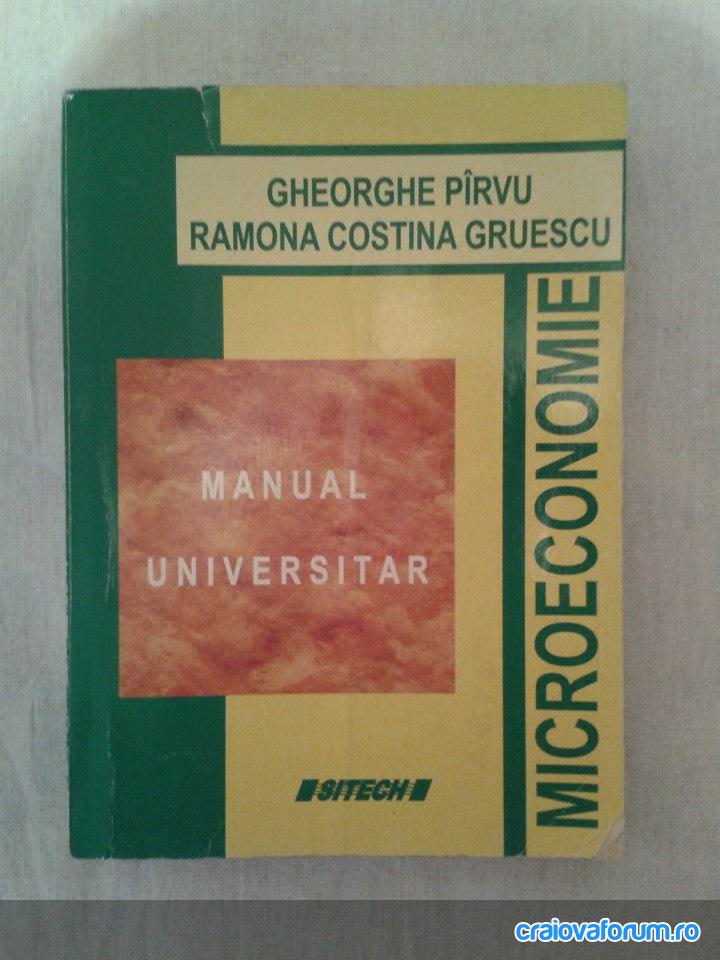 GHEORGHE PÎRVU
RAMONA COSTINA GRUESCU
MICROECONOMIE
MANUAL
UNIVERSITAR
SITECH
craiovaforum.ro